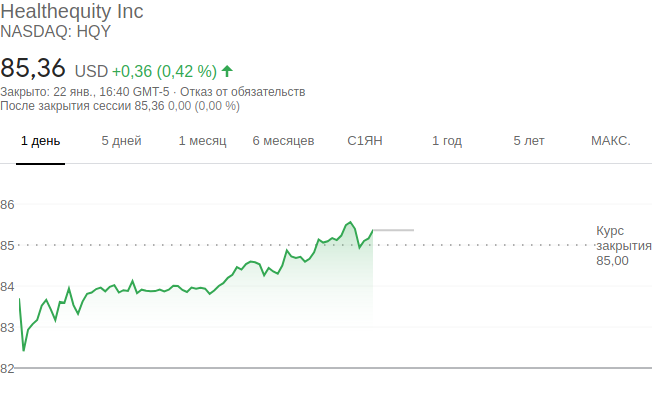 Healthequity Inc
NASDAQ: HQY
85,36 USD +0,36 (0,42 %)
Закрыто: 22 янв., 16:40 GMT-5 · Отказ от обязательств
После закрытия сессии 85,36 0,00 (0,00 %)
1 день 5 дней 1 месяц 6 месяцев С1ЯН 1 год 5 лет МАКС.
86
85
84
83
82
Курс
закрытия
85,00